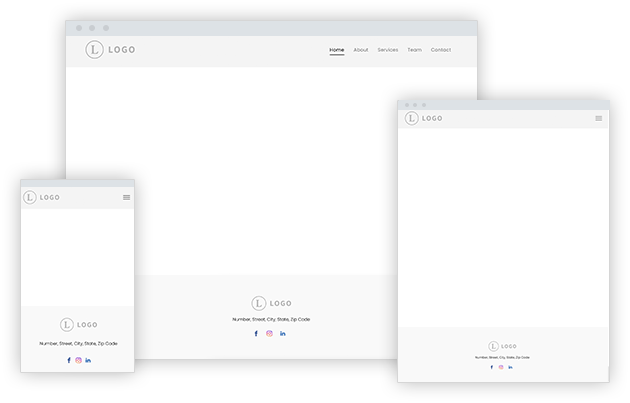 L LOGO
Home About Services Team Contact
L LOGO
Number, Street, City, State, Zip Code
f in
L LOGO
L LOGO
Number, Street, City, State, Zip Code
f in
L LOGO
L LOGO
Number, Street, City, State, Zip Code
f in